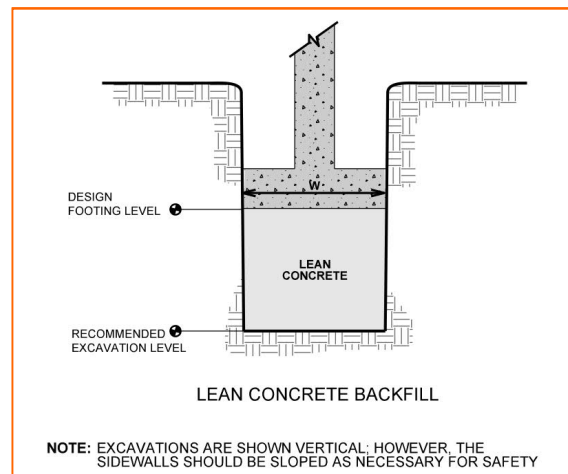 W
DESIGN
FOOTING LEVEL
LEAN
CONCRETE
RECOMMENDED
EXCAVATION LEVEL
LEAN CONCRETE BACKFILL
NOTE: EXCAVATIONS ARE SHOWN VERTICAL; HOWEVER, THE
SIDEWALLS SHOULD BE SLOPED AS NECESSARY FOR SAFETY